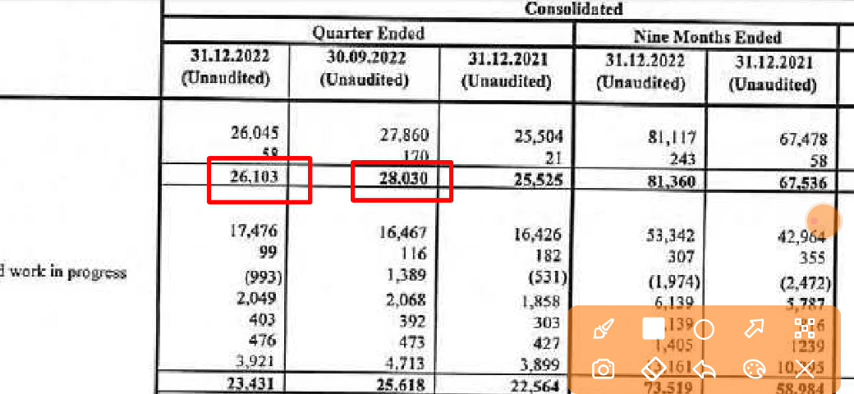 Consolidated
Quarter Ended Nine Months Ended
31.12.2022 30.09.2022 31.12.2021 31.12.2022 31.12.2021
(Unaudited) (Unaudited) (Unaudited) (Unaudited) (Unaudited)
26,045 27,860 25,504 81,117 67,478
58 170 21 243 58
26,103 28,030 25,525 81,360 67,536
17,476 16,467 16,426 53,342 42,964
99 116 182 307 355
work in progress (993) 1,389 (531) (1,974) (2,472)
2,049 2,068 1,858 6,139 5,787
403 392 303
476 473 427 1,405 1239
3,921 4,713 3,899
23,431 25,618 22,564 73,519 58,984